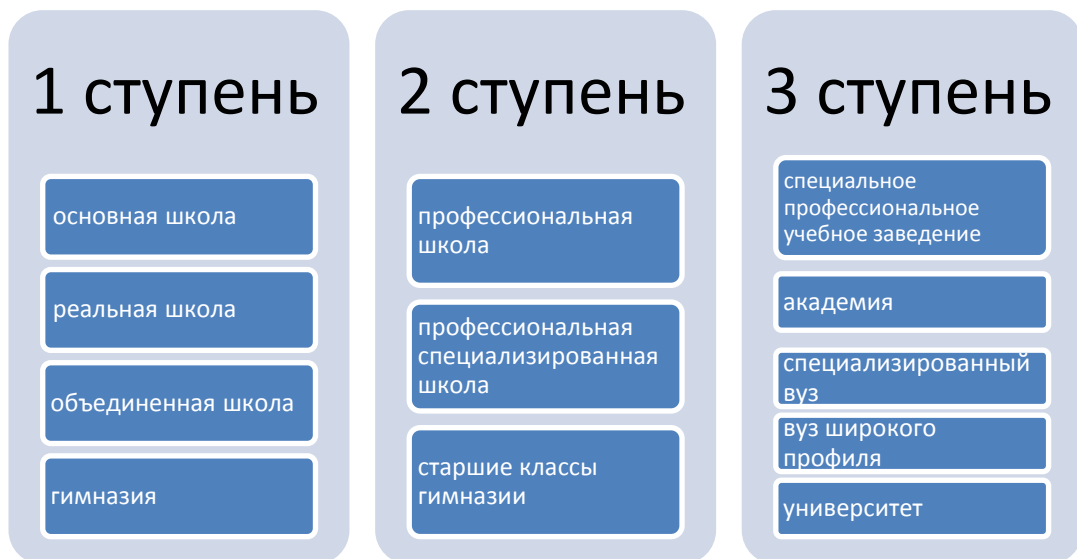 1 ступень
основная школа
реальная школа
объединенная школа
гимназия
2 ступень
профессиональная
школа
профессиональная
специализированная
школа
старшие классы
гимназии
3 ступень
специальное
профессиональное
учебное заведение
академия
специализированный
вуз
вуз широкого
профиля
университет